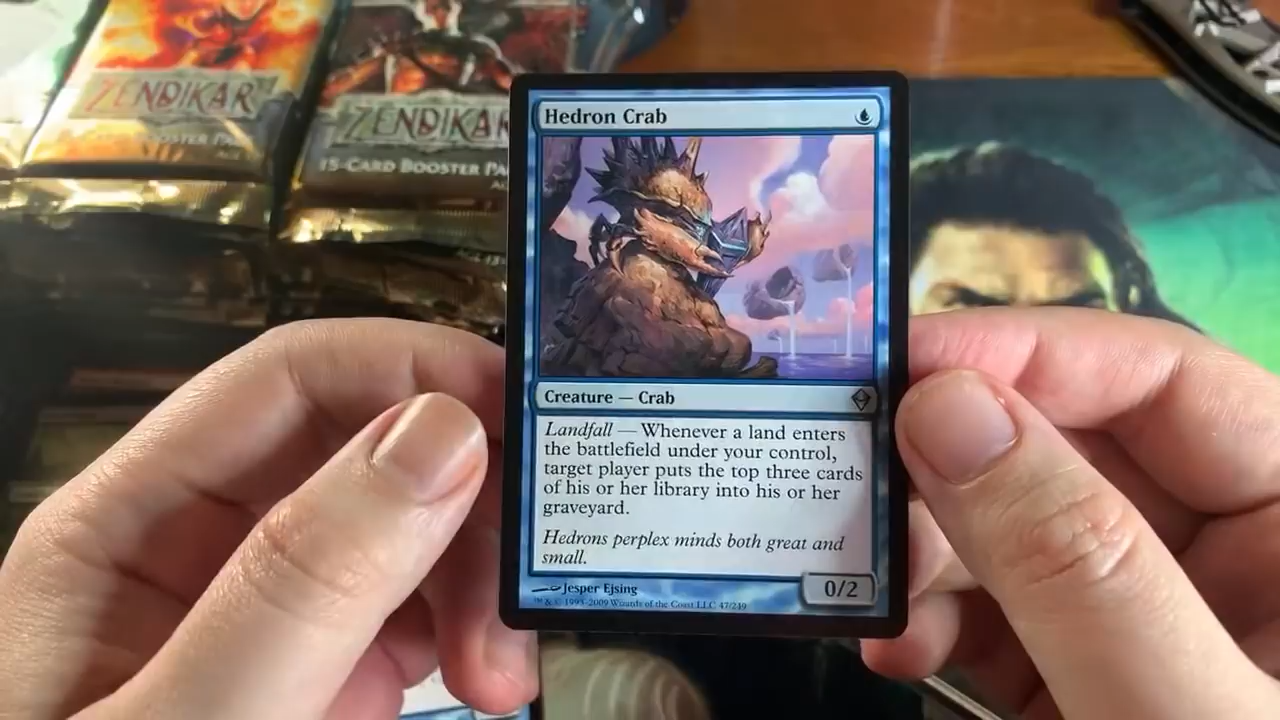 ZENDIKAR
ZENDIKAR
15-CARD BOOSTER PA
Hedron Crab
Creature — Crab
Landfall — Whenever a land enters
the battlefield under your control,
target player puts the top three cards
of his or her library into his or her
graveyard.
Hedrons perplex minds both great and
small.
0/2
Jesper Ejsing
™ & © 1993-2009 Wizards of the Coast LLC 47/249